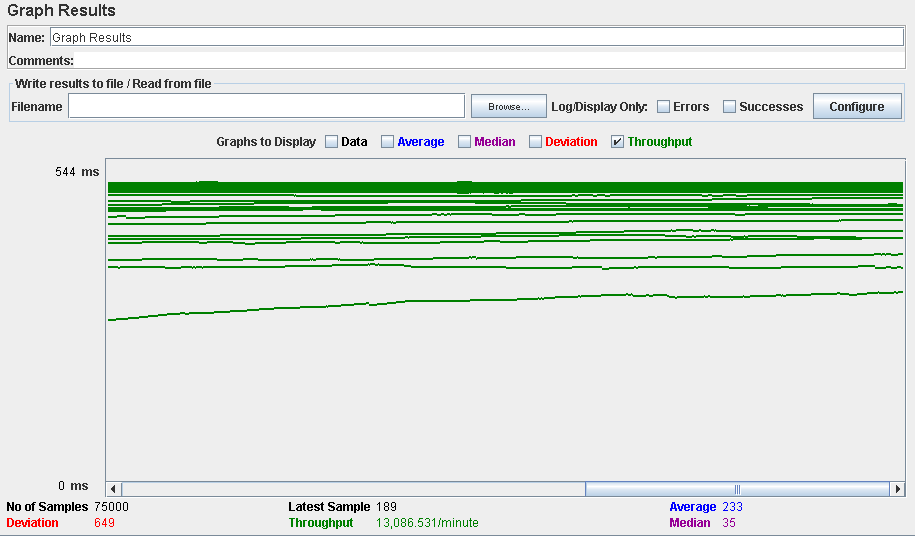 Graph Results
Name: Graph Results
Comments:
Write results to file / Read from file
Filename Browse... Log/Display Only: Errors Successes Configure
Graphs to Display Data Average Median Deviation Throughput
544 ms
0 ms
No of Samples 75000 Latest Sample 189 Average 233
Deviation 649 Throughput 13,086.531/minute Median 35